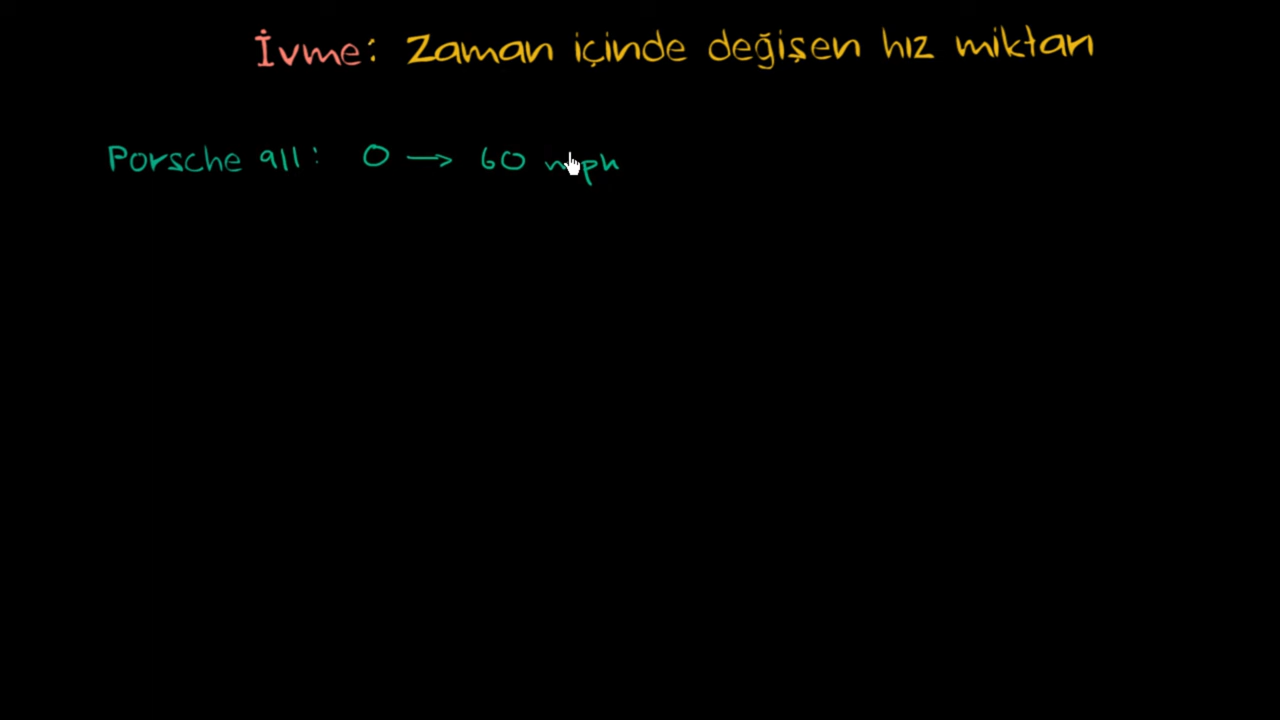 İvme: Zaman içinde değişen hız miktarı
Porsche 911: 0 → 60 mph